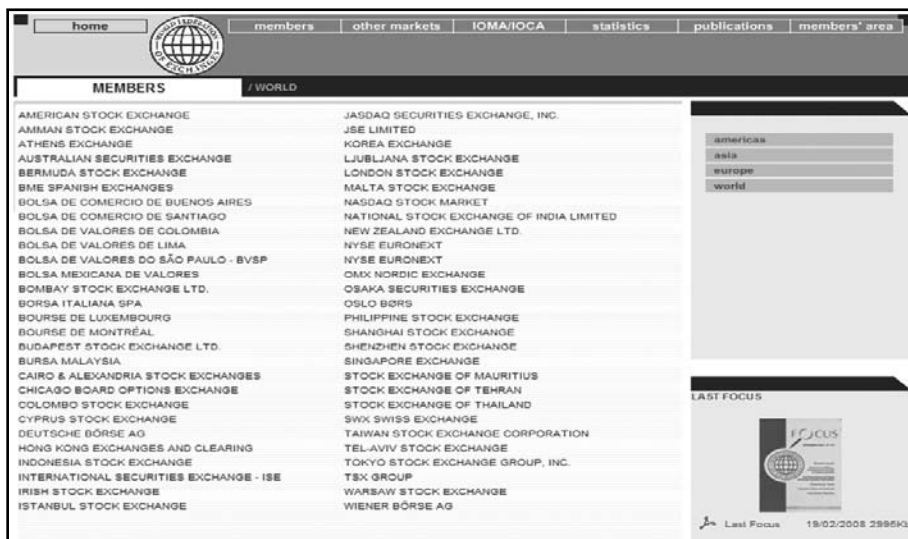 home
members
other markets
IOMA/IOCA
statistics
publications
members' area
WORLD FEDERATION OF EXCHANGES
MEMBERS
/ WORLD
AMERICAN STOCK EXCHANGE
AMMAN STOCK EXCHANGE
ATHENS EXCHANGE
AUSTRALIAN SECURITIES EXCHANGE
BERMUDA STOCK EXCHANGE
BME SPANISH EXCHANGES
BOLSA DE COMERCIO DE BUENOS AIRES
BOLSA DE COMERCIO DE SANTIAGO
BOLSA DE VALORES DE COLOMBIA
BOLSA DE VALORES DE LIMA
BOLSA DE VALORES DO SÃO PAULO - BVSP
BOLSA MEXICANA DE VALORES
BOMBAY STOCK EXCHANGE LTD.
BORSA ITALIANA SPA
BOURSE DE LUXEMBOURG
BOURSE DE MONTRÉAL
BUDAPEST STOCK EXCHANGE LTD.
BURSA MALAYSIA
CAIRO & ALEXANDRIA STOCK EXCHANGES
CHICAGO BOARD OPTIONS EXCHANGE
COLOMBO STOCK EXCHANGE
CYPRUS STOCK EXCHANGE
DEUTSCHE BÖRSE AG
HONG KONG EXCHANGES AND CLEARING
INDONESIA STOCK EXCHANGE
INTERNATIONAL SECURITIES EXCHANGE - ISE
IRISH STOCK EXCHANGE
ISTANBUL STOCK EXCHANGE
JASDAQ SECURITIES EXCHANGE, INC.
JSE LIMITED
KOREA EXCHANGE
LJUBLJANA STOCK EXCHANGE
LONDON STOCK EXCHANGE
MALTA STOCK EXCHANGE
NASDAQ STOCK MARKET
NATIONAL STOCK EXCHANGE OF INDIA LIMITED
NEW ZEALAND EXCHANGE LTD.
NYSE EURONEXT
NYSE EURONEXT
OMX NORDIC EXCHANGE
OSAKA SECURITIES EXCHANGE
OSLO BØRS
PHILIPPINE STOCK EXCHANGE
SHANGHAI STOCK EXCHANGE
SHENZHEN STOCK EXCHANGE
SINGAPORE EXCHANGE
STOCK EXCHANGE OF MAURITIUS
STOCK EXCHANGE OF TEHRAN
STOCK EXCHANGE OF THAILAND
SWX SWISS EXCHANGE
TAIWAN STOCK EXCHANGE CORPORATION
TEL-AVIV STOCK EXCHANGE
TOKYO STOCK EXCHANGE GROUP, INC.
TSX GROUP
WARSAW STOCK EXCHANGE
WIENER BÖRSE AG
americas
asia
europe
world
LAST FOCUS
FOCUS
Last Focus 19/02/2008 2996Kb